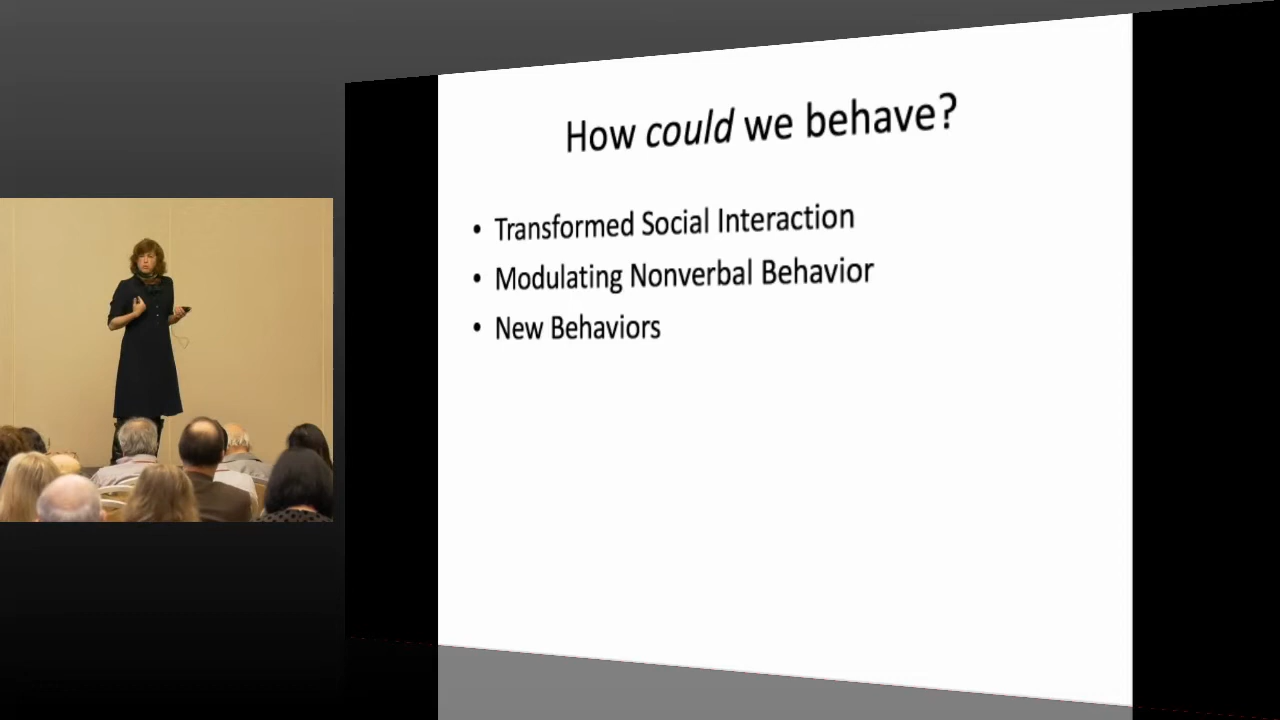 How could we behave?
• Transformed Social Interaction
• Modulating Nonverbal Behavior
• New Behaviors